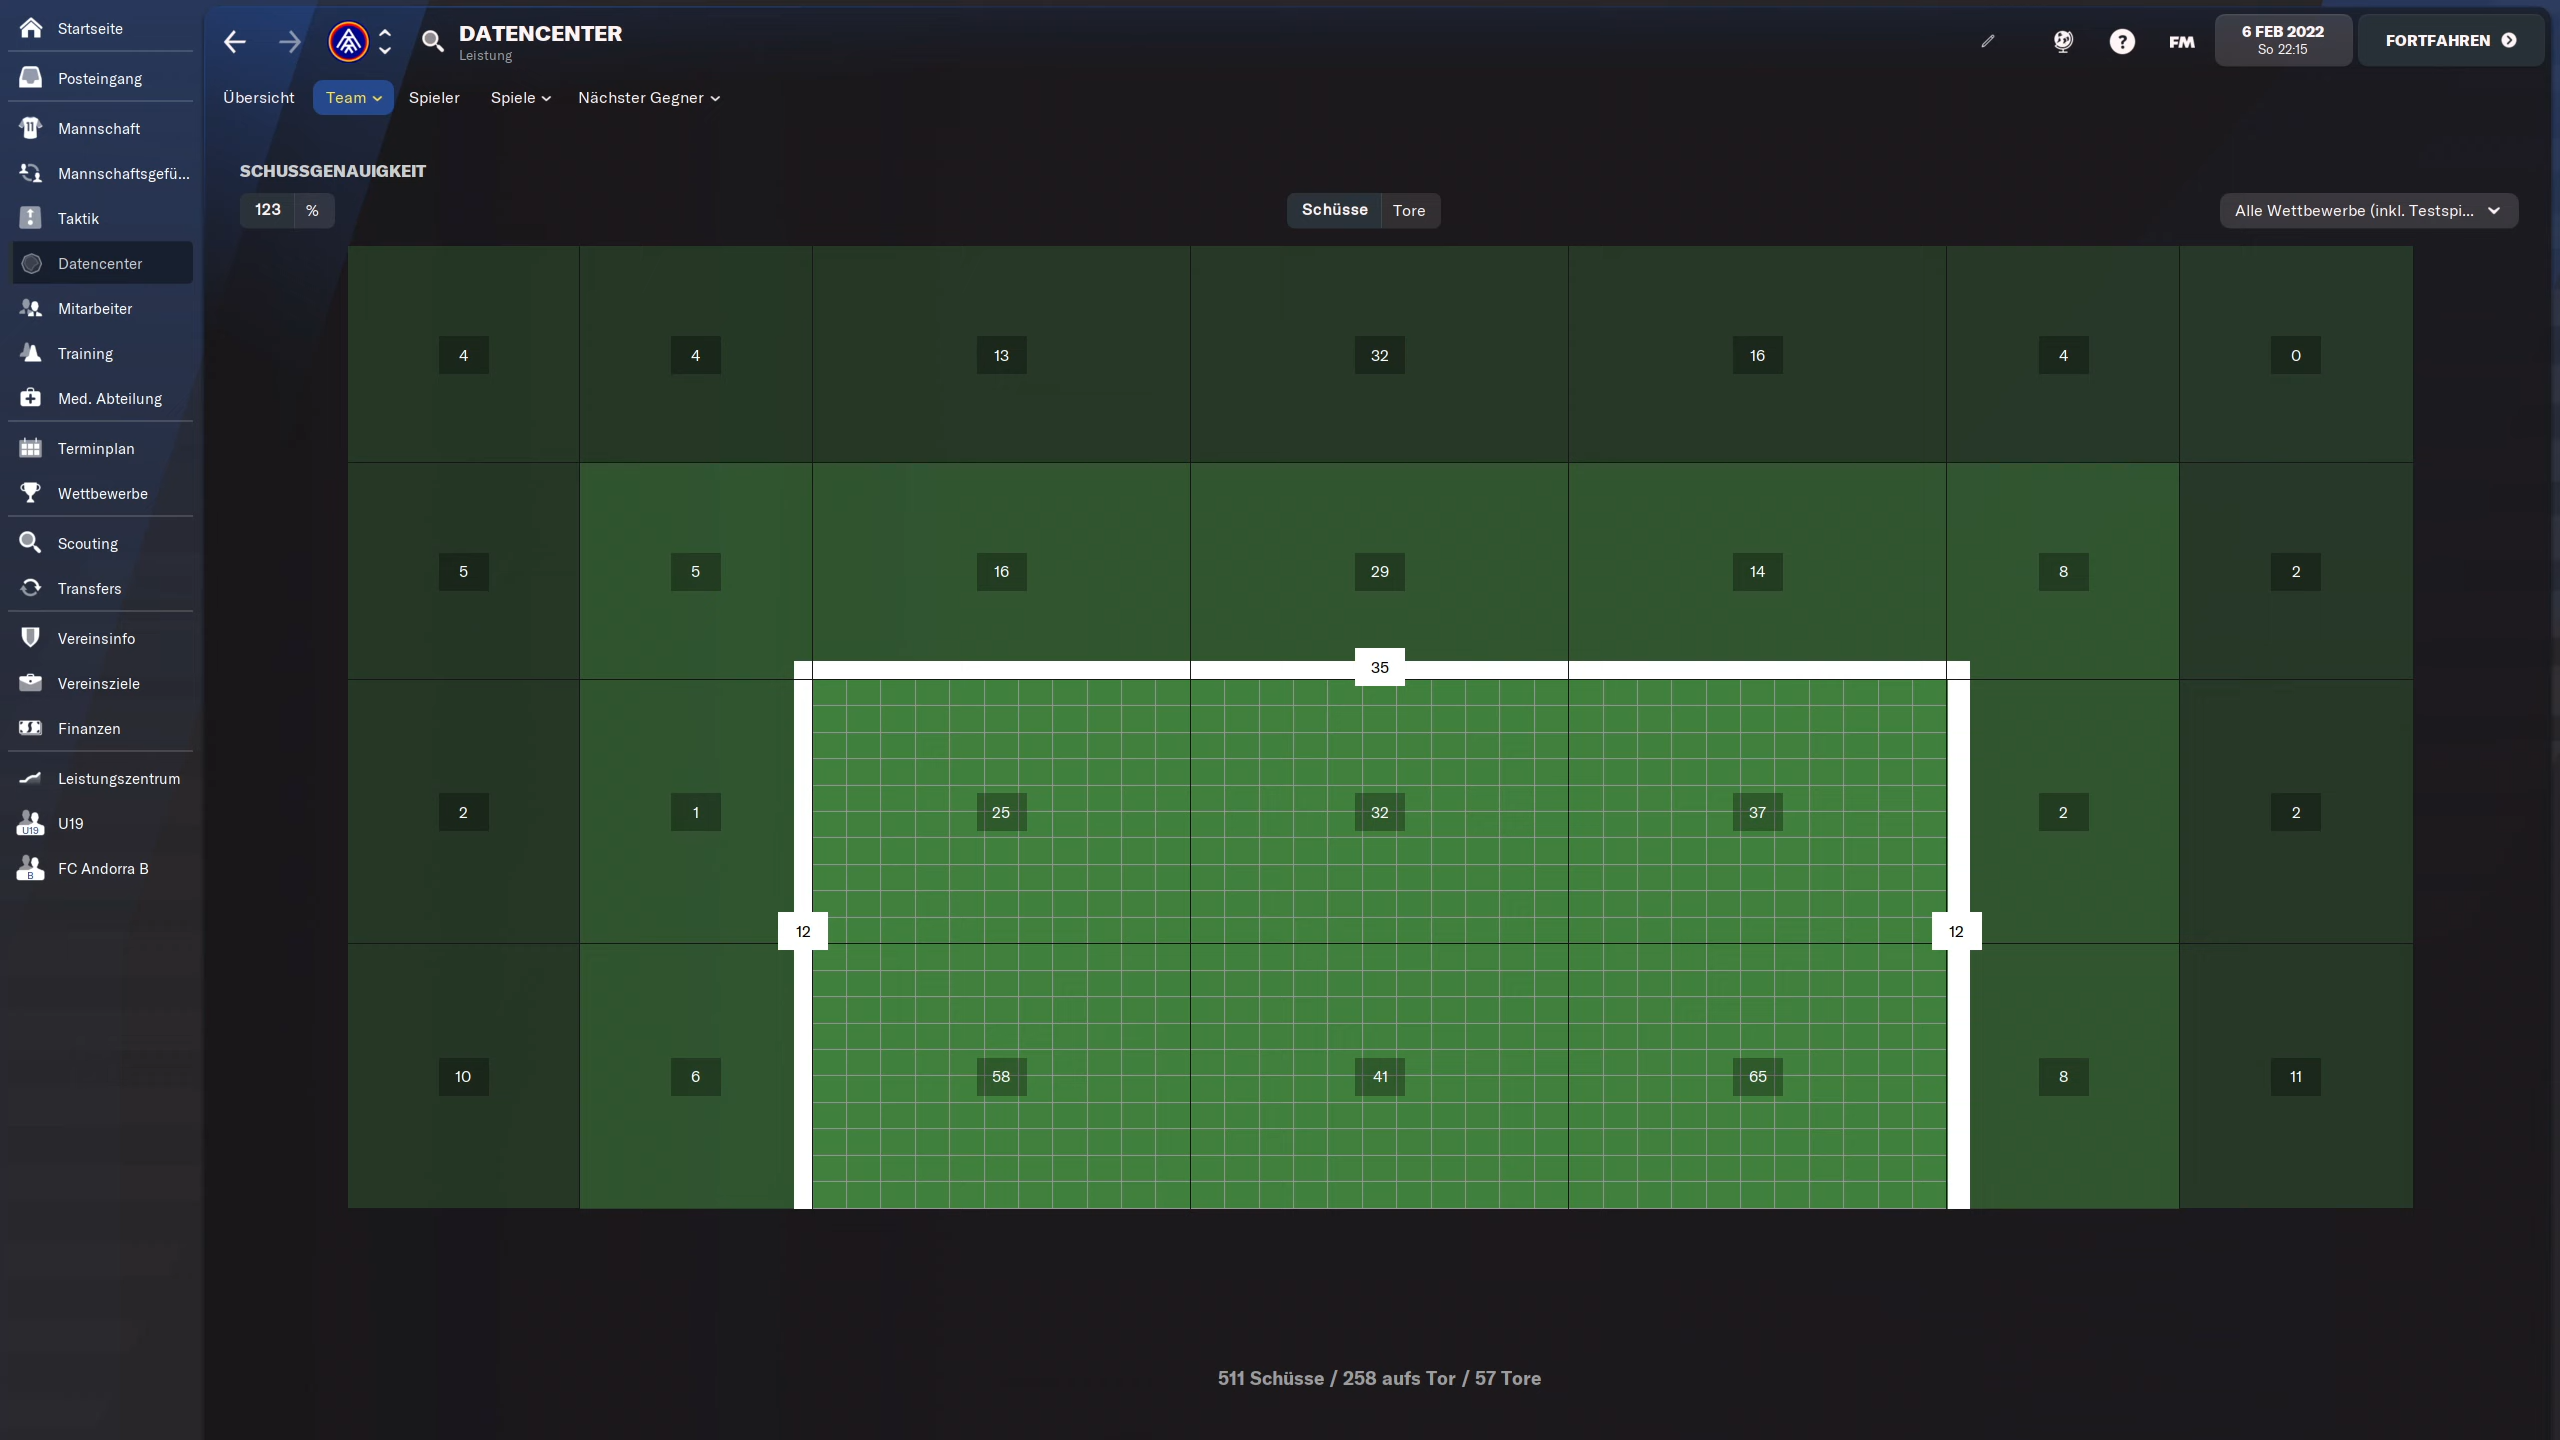 Startseite
Posteingang
Mannschaft
Mannschaftsgefü...
Taktik
Datencenter
Mitarbeiter
Training
Med. Abteilung
Terminplan
Wettbewerbe
Scouting
Transfers
Vereinsinfo
Vereinsziele
Finanzen
Leistungszentrum
U19 U19
B FC Andorra B
DATENCENTER
Leistung
? FM
6 FEB 2022
So 22:15
FORTFAHREN
Übersicht Team Spieler Spiele Nächster Gegner
SCHUSSGENAUIGKEIT
123 % Schüsse Tore Alle Wettbewerbe (inkl. Testspi...
4 4 13 32 16 4 0
5 5 16 29 14 8 2
35
2 1 25 32 37 2 2
12 12
10 6 58 41 65 8 11
511 Schüsse / 258 aufs Tor / 57 Tore